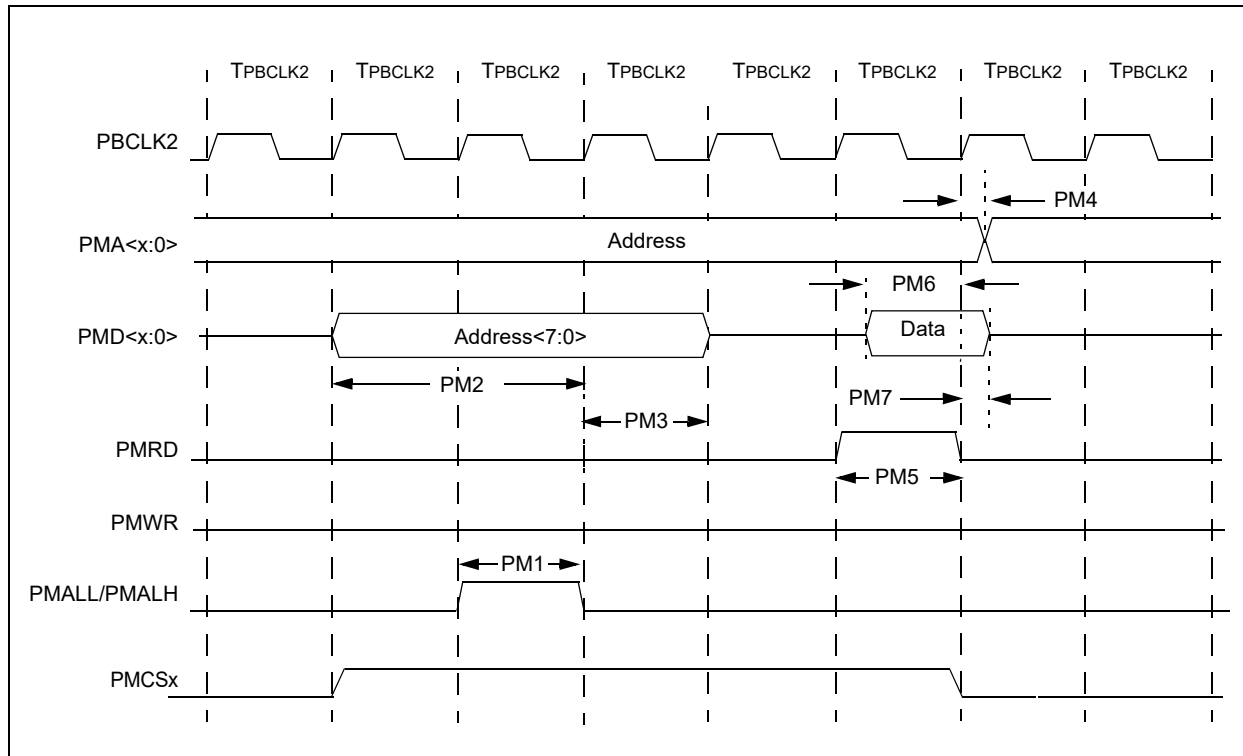 TPBCLK2 TPBCLK2 TPBCLK2 TPBCLK2 TPBCLK2 TPBCLK2 TPBCLK2 TPBCLK2
PBCLK2
PM4
PMA<x:0> Address
PM6
PMD<x:0> Address<7:0> Data
PM2
PM7
PM3
PMRD
PM5
PMWR
PM1
PMALL/PMALH
PMCSx